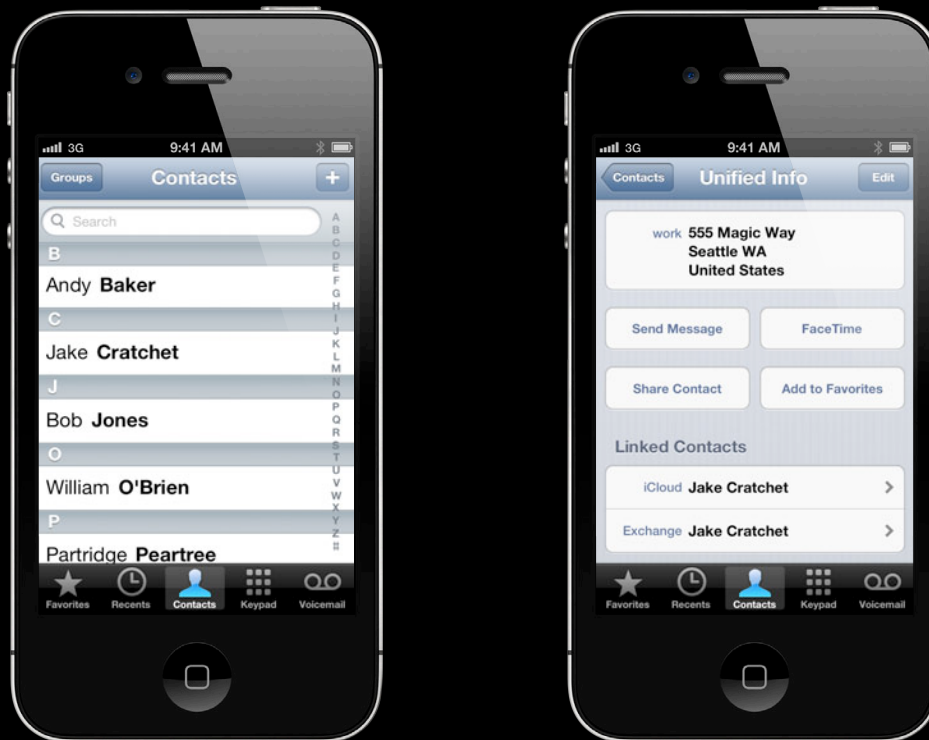 3G 9:41 AM
Groups Contacts +
Search
B
Andy Baker
C
Jake Cratchet
J
Bob Jones
O
William O'Brien
P
Partridge Peartree
A
B
C
D
E
F
G
H
I
J
K
L
M
N
O
P
Q
R
S
T
U
V
W
X
Y
Z
#
Favorites Recents Contacts Keypad Voicemail
3G 9:41 AM
Contacts Unified Info Edit
work 555 Magic Way
Seattle WA
United States
Send Message FaceTime
Share Contact Add to Favorites
Linked Contacts
iCloud Jake Cratchet
Exchange Jake Cratchet
Favorites Recents Contacts Keypad Voicemail